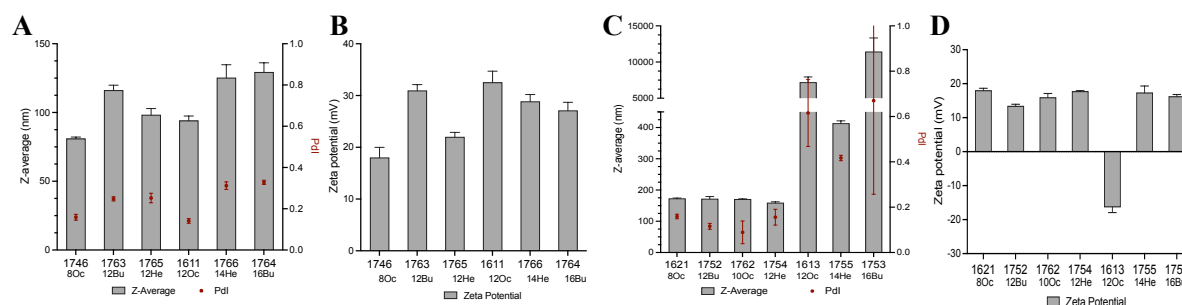 A
Z-average (nm)
150
100
75
50
25
0
1.0
0.8
0.6
0.4
0.2
0.0
PdI
1746 1763 1765 1611 1766 1764
8Oc 12Bu 12He 12Oc 14He 16Bu
Z-Average PdI
B
Zeta potential (mV)
40
30
20
10
0
1746 1763 1765 1611 1766 1764
8Oc 12Bu 12He 12Oc 14He 16Bu
Zeta Potential
C
Z-average (nm)
15000
10000
5000
400
300
200
150
100
50
0
1.0
0.8
0.6
0.4
0.2
0.0
PdI
1621 1752 1762 1754 1613 1755 1753
8Oc 12Bu 10Oc 12He 12Oc 14He 16Bu
Z-Average PdI
D
Zeta potential (mV)
30
20
10
0
-10
-20
-30
1621 1752 1762 1754 1613 1755 1753
8Oc 12Bu 10Oc 12He 12Oc 14He 16Bu
Zeta Potential